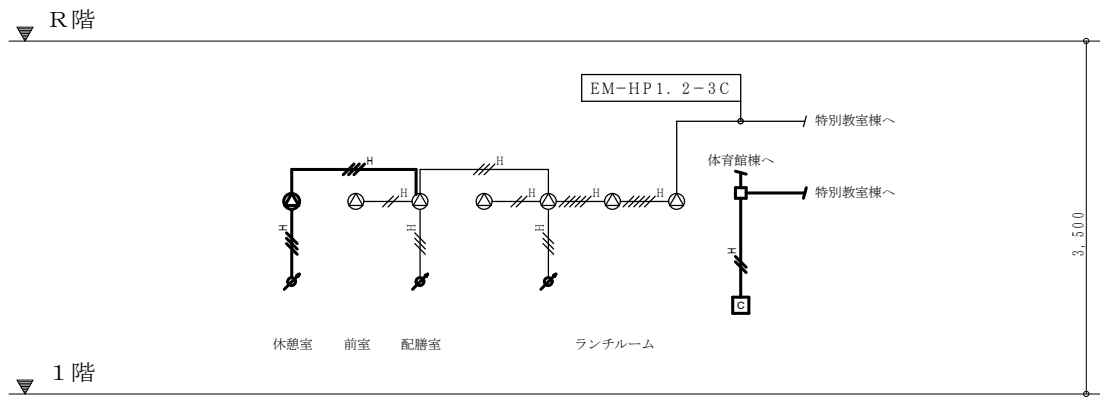 R階
EM-HP1.2-3C
特別教室棟へ
体育館棟へ
H
H
特別教室棟へ
H
H
H
H
H
H
H
H
H
3,500
C
休憩室
前室
配膳室
ランチルーム
1階